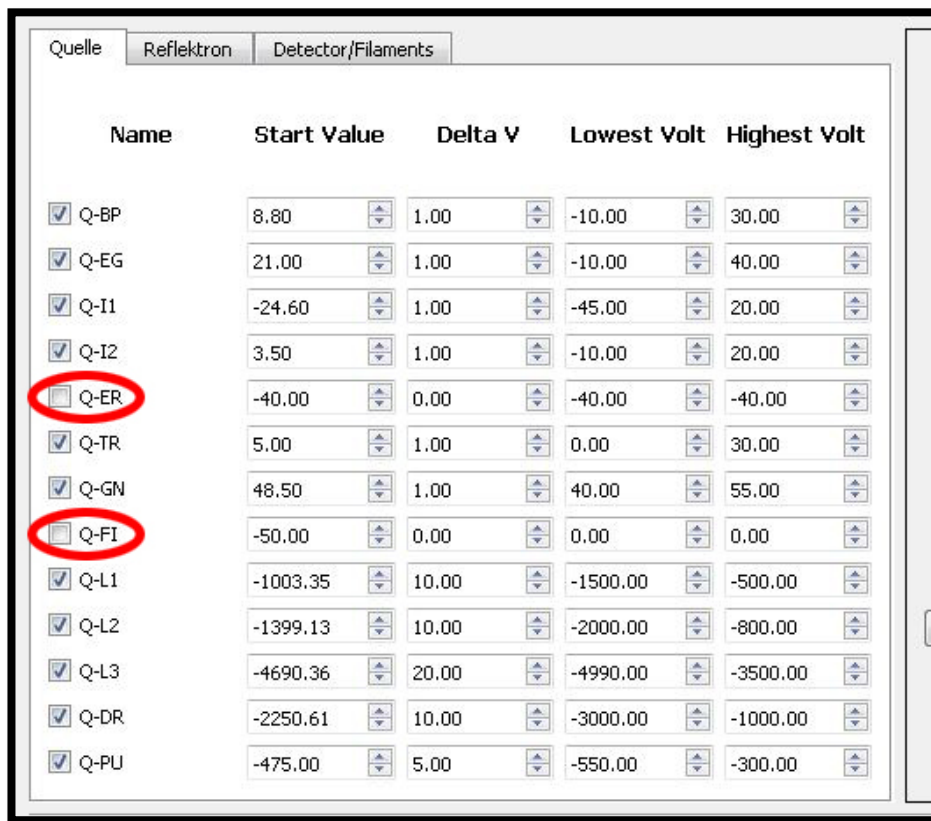 Quelle Reflektron Detector/Filaments
Name Start Value Delta V Lowest Volt Highest Volt
Q-BP 8.80 1.00 -10.00 30.00
Q-EG 21.00 1.00 -10.00 40.00
Q-I1 -24.60 1.00 -45.00 20.00
Q-I2 3.50 1.00 -10.00 20.00
Q-ER -40.00 0.00 -40.00 -40.00
Q-TR 5.00 1.00 0.00 30.00
Q-GN 48.50 1.00 40.00 55.00
Q-FI -50.00 0.00 0.00 0.00
Q-L1 -1003.35 10.00 -1500.00 -500.00
Q-L2 -1399.13 10.00 -2000.00 -800.00
Q-L3 -4690.36 20.00 -4990.00 -3500.00
Q-DR -2250.61 10.00 -3000.00 -1000.00
Q-PU -475.00 5.00 -550.00 -300.00